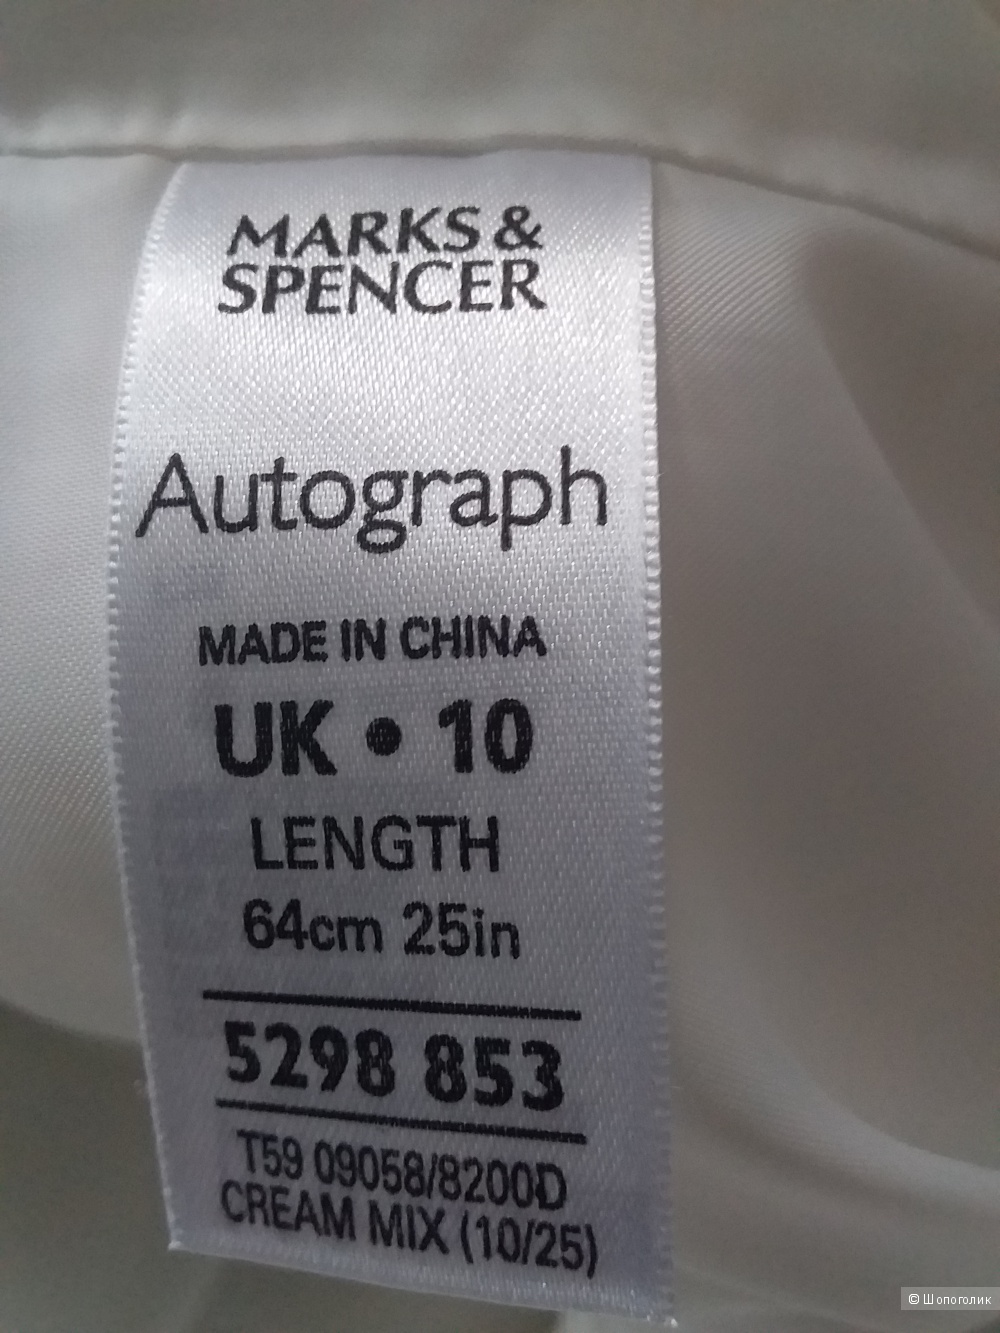 MARKS &
SPENCER
Autograph
MADE IN CHINA
UK • 10
LENGTH
64cm 25in
5298 853
T59 09058/8200D
CREAM MIX (10/25)
© Шопоголик